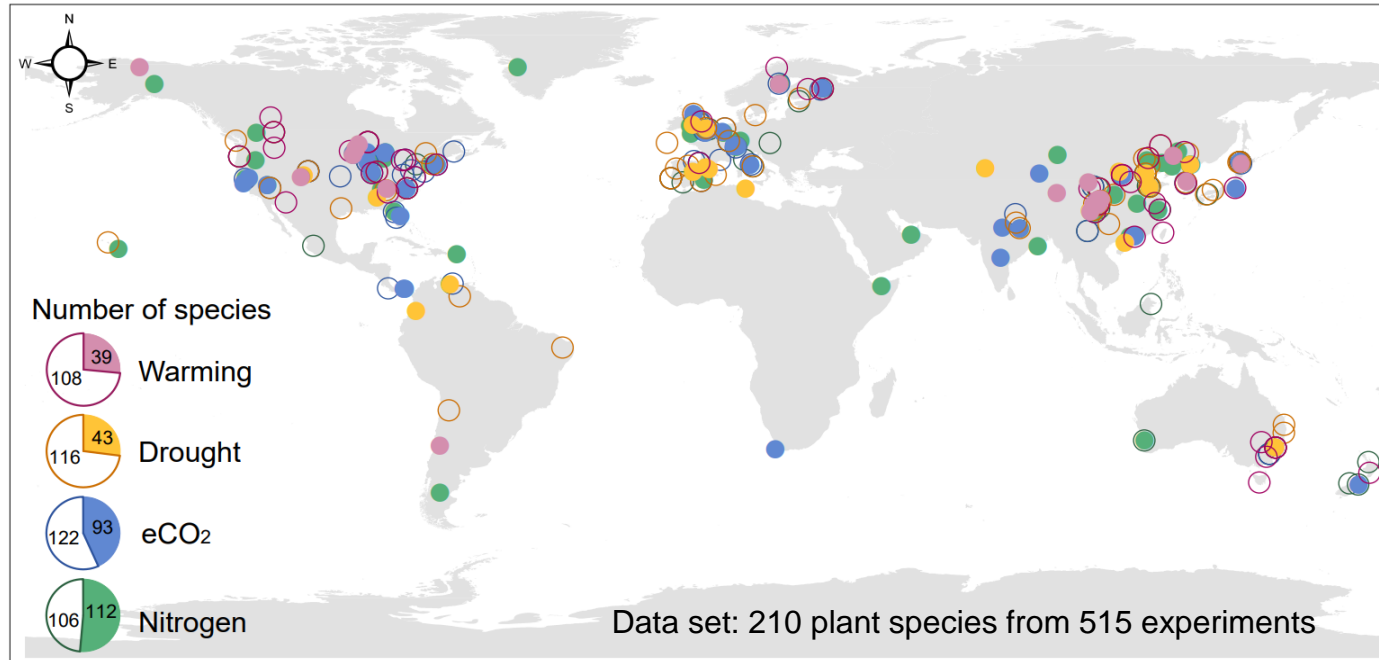 N
W E
S
Number of species
39
108
Warming
43
116
Drought
93
122
eCO₂
112
106
Nitrogen
Data set: 210 plant species from 515 experiments